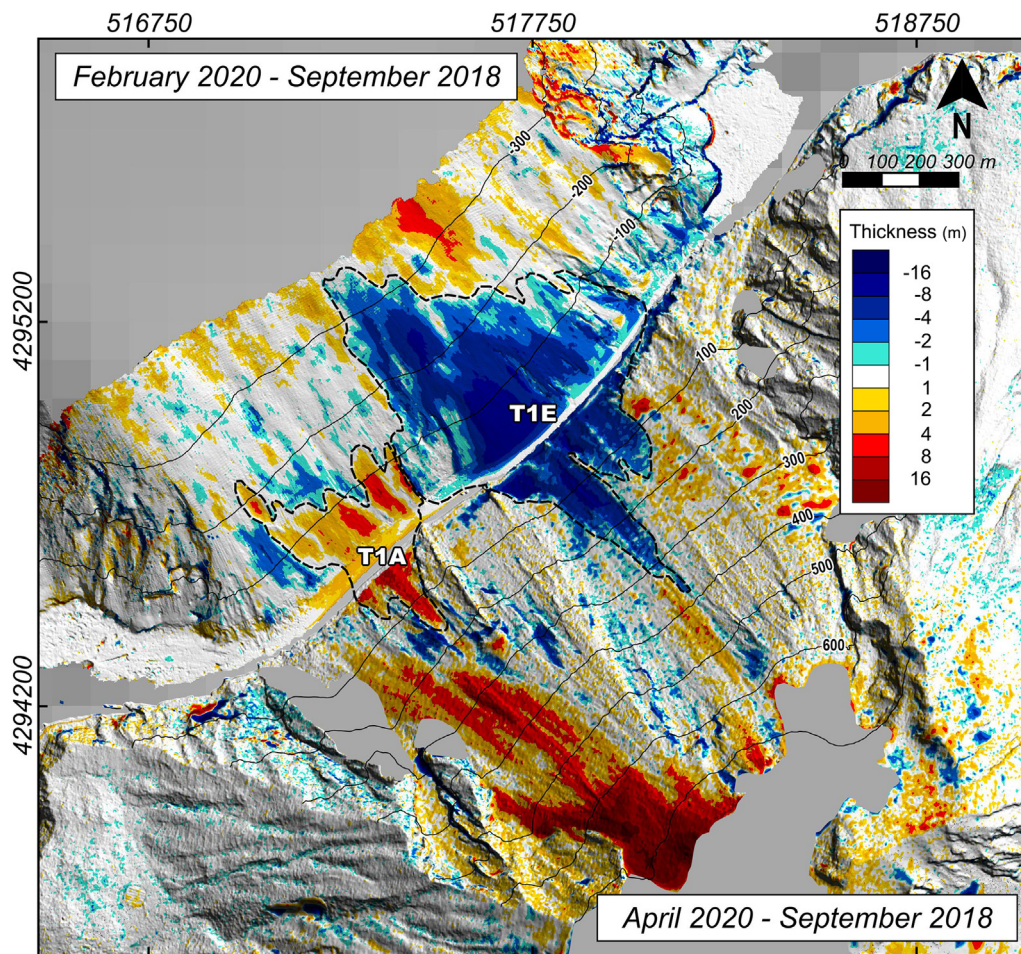 516750 517750 518750
February 2020 - September 2018
N
0 100 200 300 m
-300
-200
-100
Thickness (m)
-16
-8
-4
-2
-1
1
2
4
8
16
4295200
100
T1E
200
300
400
T1A
500
600
4294200
April 2020 - September 2018